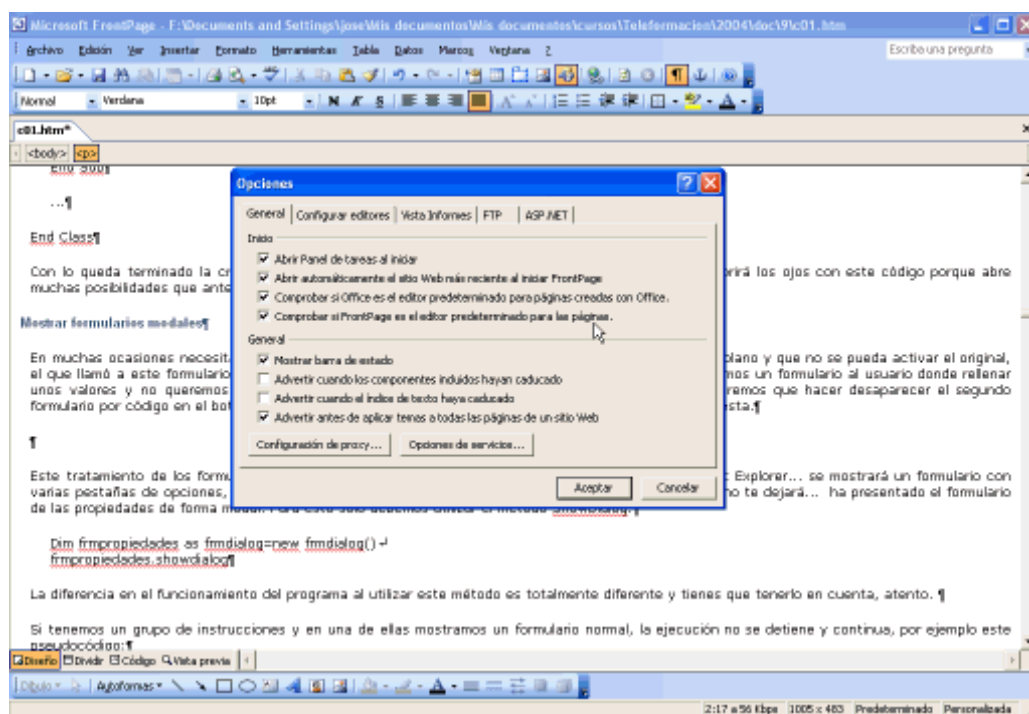 Microsoft FrontPage - F:\Documents and Settings\jose\Mis documentos\Mis documentos\cursos\Teleformacion\2004\doc\9\c01.htm
Archivo Edición Ver Insertar Formato Herramientas Tabla Datos Marcos Ventana ? Escriba una pregunta
Normal Verdana 10pt N K S
c01.htm*
<body> <p>
End Sub¶
...¶
End Class¶
Con lo queda terminado la
rirá los ojos con este código porque abre
muchas posibilidades que
Mostrar formularios modales¶
En muchas ocasiones
plano y que no se pueda activar el original,
el que llamó a este formulario
mos un formulario al usuario donde rellenar
unos valores y no queremos
remos que hacer desaparecer el segundo
formulario por código en el
sta.¶
¶
Este tratamiento de los
Explorer... se mostrará un formulario con
varias pestañas de opciones,
no te dejará... ha presentado el formulario
de las propiedades de forma modal. Para esto solo debemos utilizar el método ShowDialog:¶
Dim frmpropiedades as frmdialog=new frmdialog()
frmpropiedades.showdialog¶
La diferencia en el funcionamiento del programa al utilizar este método es totalmente diferente y tienes que tenerlo en cuenta, atento. ¶
Si tenemos un grupo de instrucciones y en una de ellas mostramos un formulario normal, la ejecución no se detiene y continua, por ejemplo este
pseudocódigo:¶
Opciones
General Configurar editores Vista Informes FTP ASP.NET
Inicio
Abrir Panel de tareas al iniciar
Abrir automáticamente el sitio Web más reciente al iniciar FrontPage
Comprobar si Office es el editor predeterminado para páginas creadas con Office.
Comprobar si FrontPage es el editor predeterminado para las páginas.
General
Mostrar barra de estado
Advertir cuando los componentes incluidos hayan caducado
Advertir cuando el índice de texto haya caducado
Advertir antes de aplicar temas a todas las páginas de un sitio Web
Configuración de proxy... Opciones de servicios...
Aceptar Cancelar
Diseño Dividir Código Vista previa
Dibujo Autoformas
2:17 a 56 Kbps 1005 x 483 Predeterminado Personalizada